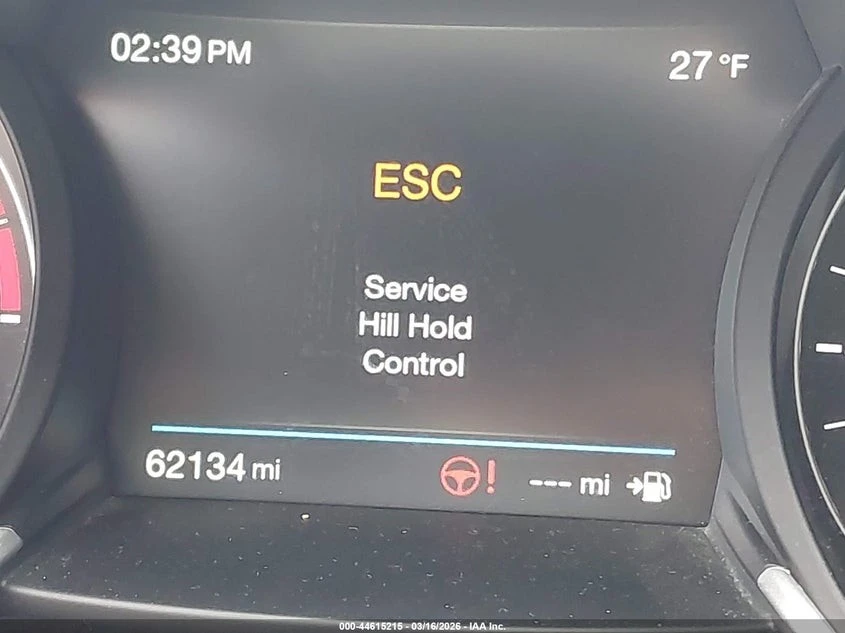 02:39 PM 27 °F
ESC
Service
Hill Hold
Control
62134 mi ! --- mi
000-44615215 - 03/16/2026 - IAA Inc.